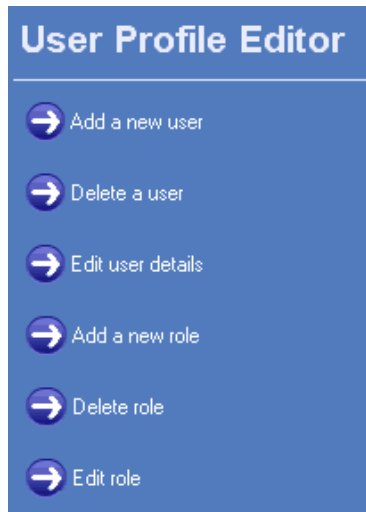 User Profile Editor
Add a new user
Delete a user
Edit user details
Add a new role
Delete role
Edit role